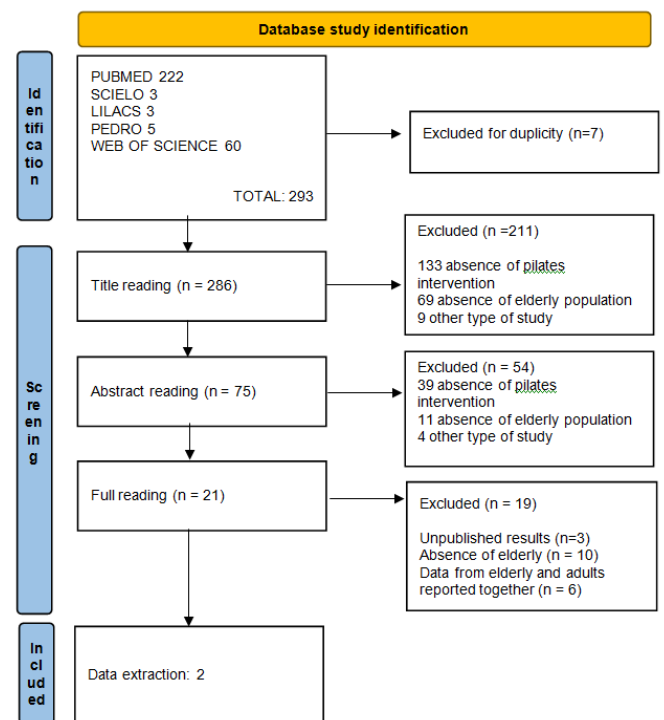 Database study identification
Id
en
tifi
ca
tio
n
PUBMED 222
SCIELO 3
LILACS 3
PEDRO 5
WEB OF SCIENCE 60
TOTAL: 293
Excluded for duplicity (n=7)
Sc
re
en
in
g
Title reading (n = 286)
Excluded (n =211)
133 absence of pilates
intervention
69 absence of elderly population
9 other type of study
Abstract reading (n = 75)
Excluded (n = 54)
39 absence of pilates
intervention
11 absence of elderly population
4 other type of study
Full reading (n = 21)
Excluded (n = 19)
Unpublished results (n=3)
Absence of elderly (n = 10)
Data from elderly and adults
reported together (n = 6)
In
cl
ud
ed
Data extraction: 2